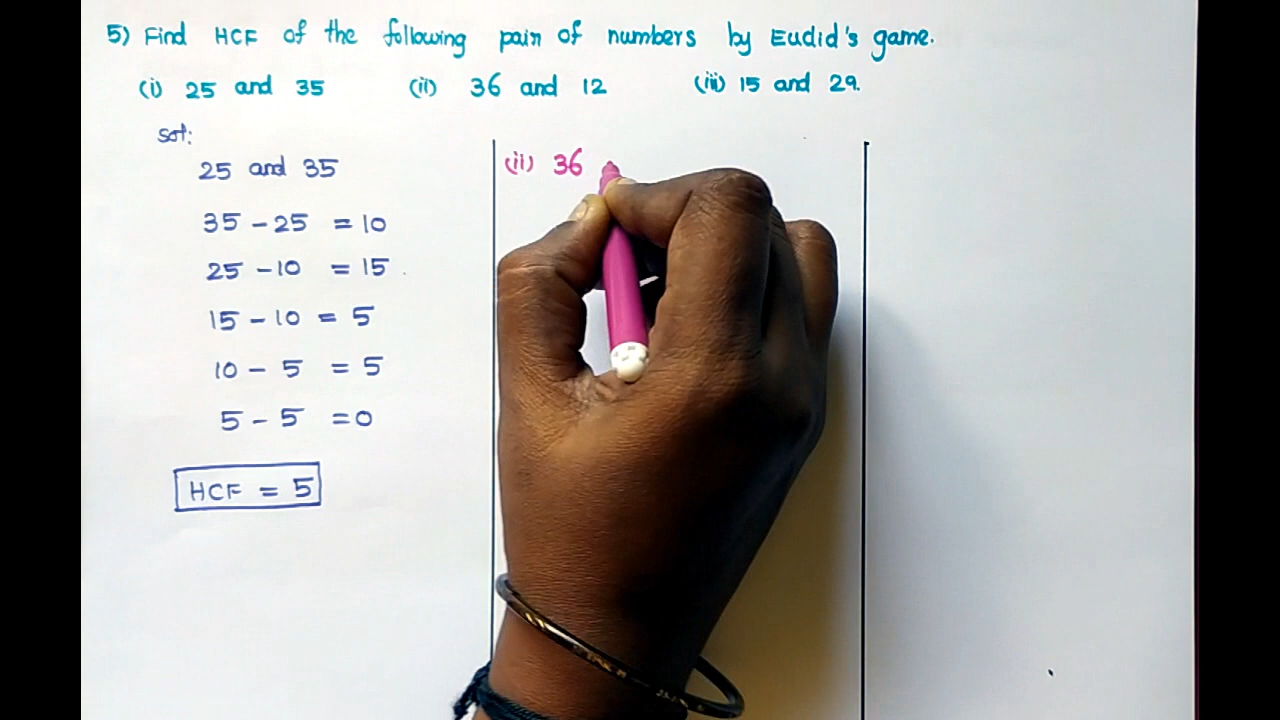 5) Find HCF of the following pair of numbers by Euclid's game.
(i) 25 and 35 (ii) 36 and 12 (iii) 15 and 29.
Sol:
25 and 35
35 - 25 = 10
25 - 10 = 15
15 - 10 = 5
10 - 5 = 5
5 - 5 = 0
HCF = 5
(ii) 36